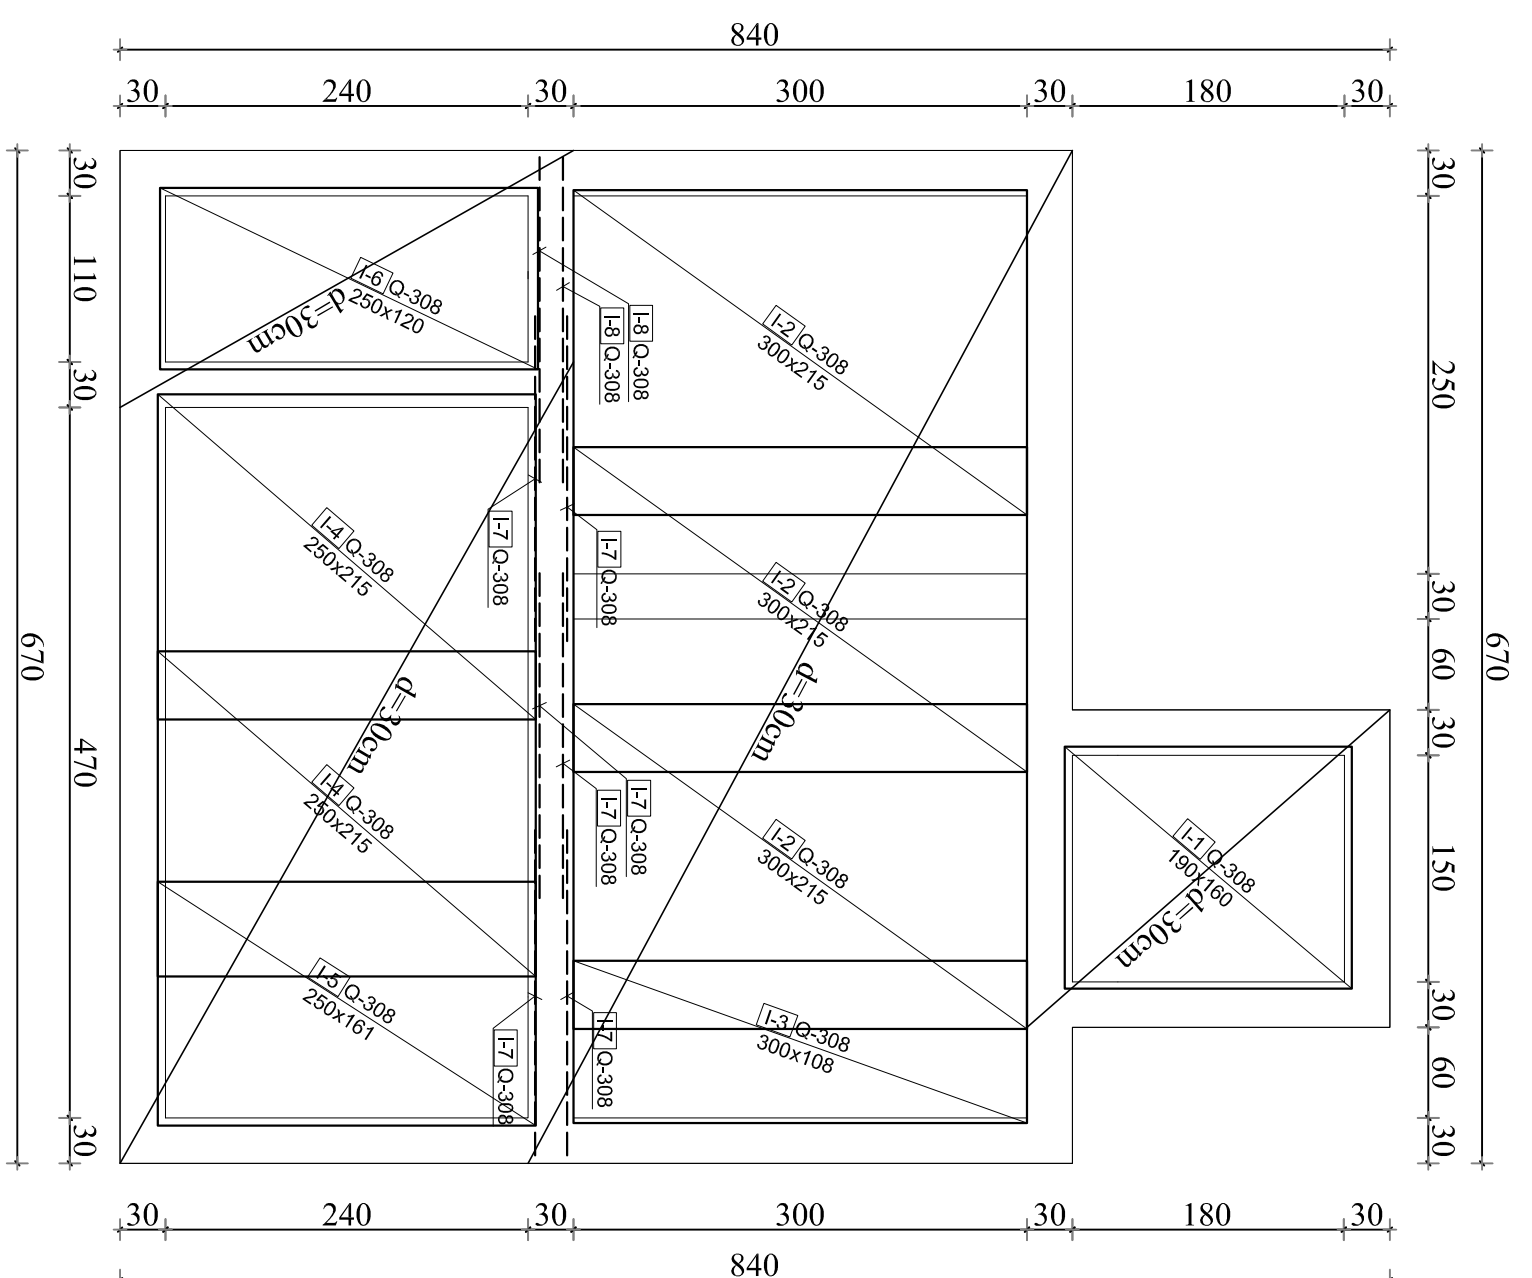 840
30 240 30 300 30 180 30
30
110
30
470
30
670
30
250
30
60
30
150
30
60
30
670
I-6 Q-308
250x120
d=30cm
I-8 Q-308
I-8 Q-308
I-2 Q-308
300x215
I-4 Q-308
250x215
I-7 Q-308
I-7 Q-308
I-2 Q-308
300x215
d=30cm
d=30cm
I-4 Q-308
250x215
I-7 Q-308
I-7 Q-308
I-2 Q-308
300x215
I-1 Q-308
190x160
d=30cm
I-5 Q-308
250x161
I-7 Q-308
I-7 Q-308
I-3 Q-308
300x108
30 240 30 300 30 180 30
840